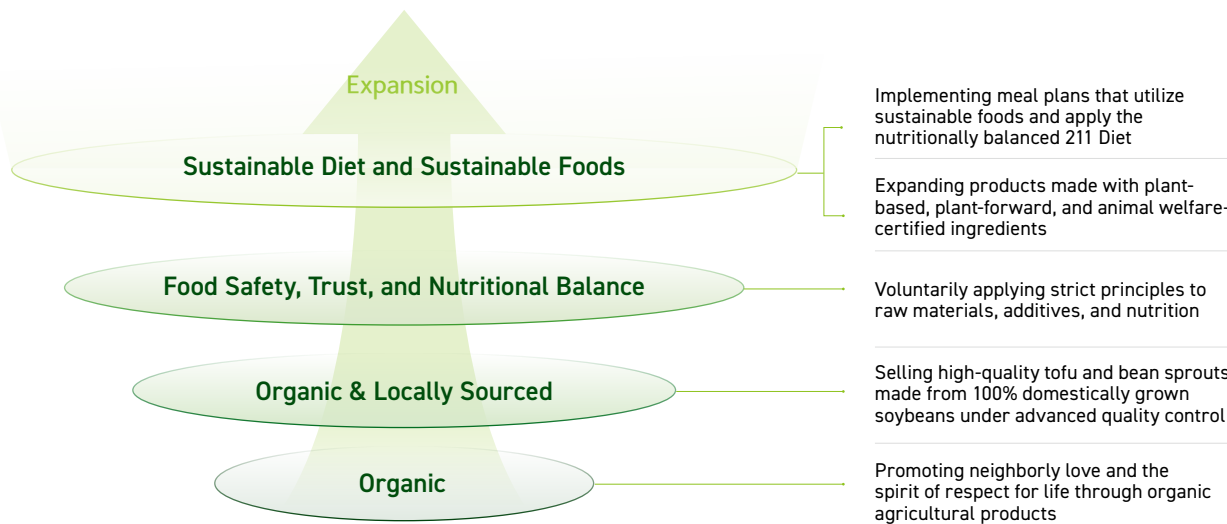 Expansion
Sustainable Diet and Sustainable Foods
Implementing meal plans that utilize
sustainable foods and apply the
nutritionally balanced 211 Diet
Expanding products made with plant-
based, plant-forward, and animal welfare-
certified ingredients
Food Safety, Trust, and Nutritional Balance
Voluntarily applying strict principles to
raw materials, additives, and nutrition
Organic & Locally Sourced
Selling high-quality tofu and bean sprouts
made from 100% domestically grown
soybeans under advanced quality control
Organic
Promoting neighborly love and the
spirit of respect for life through organic
agricultural products